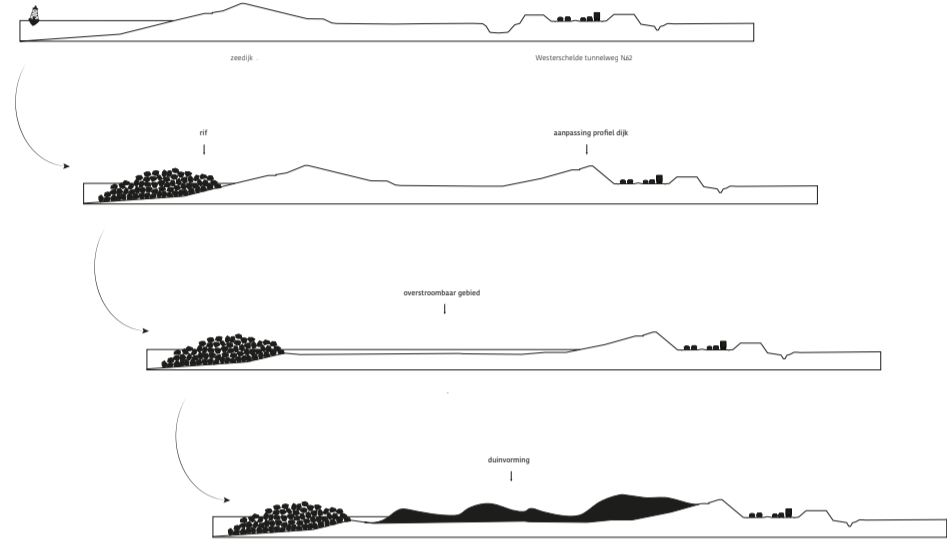 zeedijk
Westerschelde tunnelweg N62
rif
aanpassing profiel dijk
overstroombaar gebied
duinvorming